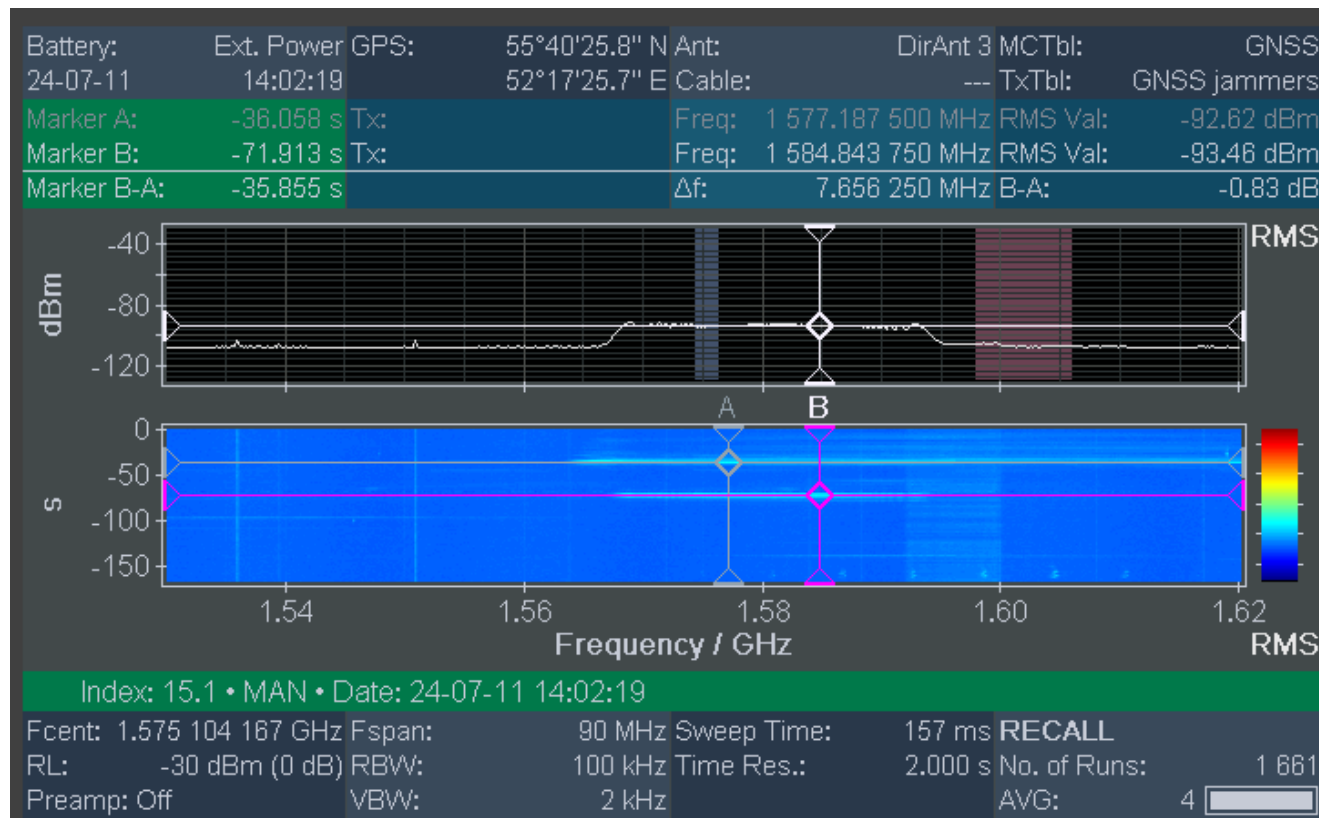 Battery: Ext. Power GPS: 55°40'25.8" N Ant: DirAnt 3 MCTbl: GNSS
24-07-11 14:02:19 52°17'25.7" E Cable: --- TxTbl: GNSS jammers
Marker A: -36.058 s Tx: Freq: 1 577.187 500 MHz RMS Val: -92.62 dBm
Marker B: -71.913 s Tx: Freq: 1 584.843 750 MHz RMS Val: -93.46 dBm
Marker B-A: -35.855 s Δf: 7.656 250 MHz B-A: -0.83 dB
RMS
-40
dBm
-80
-120
A B
0
-50
s
-100
-150
1.54 1.56 1.58 1.60 1.62
Frequency / GHz RMS
Index: 15.1 • MAN • Date: 24-07-11 14:02:19
Fcent: 1.575 104 167 GHz Fspan: 90 MHz Sweep Time: 157 ms RECALL
RL: -30 dBm (0 dB) RBW: 100 kHz Time Res.: 2.000 s No. of Runs: 1 661
Preamp: Off VBW: 2 kHz AVG: 4